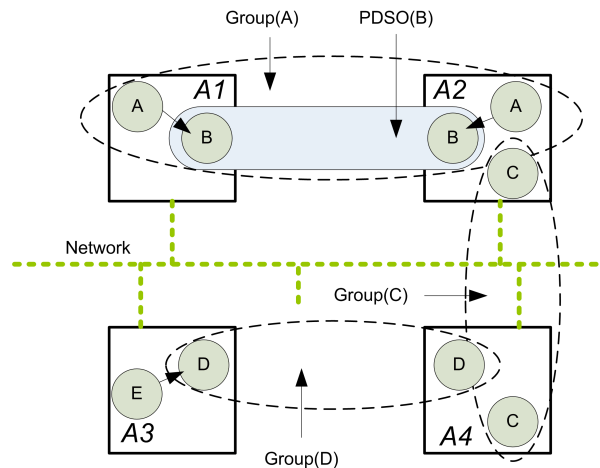 Group(A) PDSO(B)
A A1 A2 A
B B
C
Network
Group(C)
D D
E C
A3 A4
Group(D)